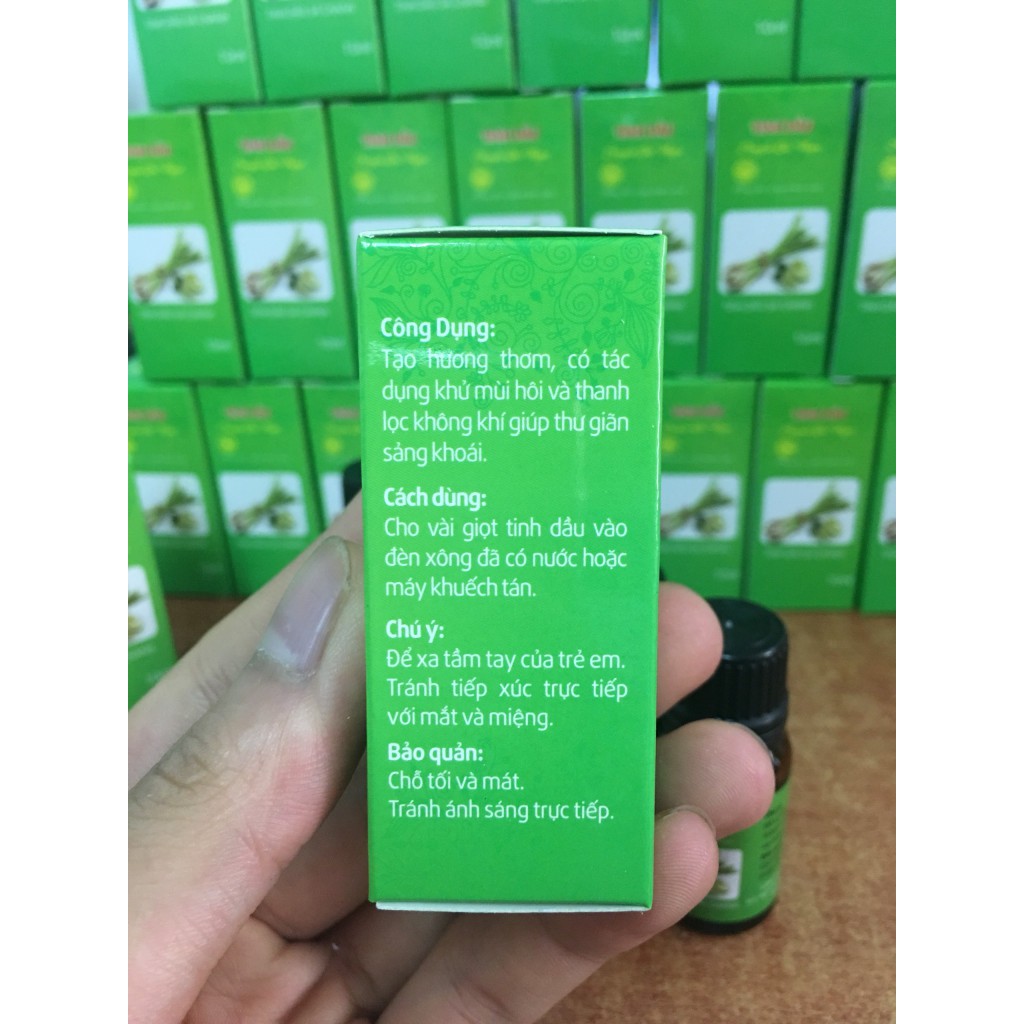 Công Dụng:
Tạo hương thơm, có tác
dụng khử mùi hôi và thanh
lọc không khí giúp thư giãn
sảng khoái.
Cách dùng:
Cho vài giọt tinh dầu vào
đèn xông đã có nước hoặc
máy khuếch tán.
Chú ý:
Để xa tầm tay của trẻ em.
Tránh tiếp xúc trực tiếp
với mắt và miệng.
Bảo quản:
Chỗ tối và mát.
Tránh ánh sáng trực tiếp.